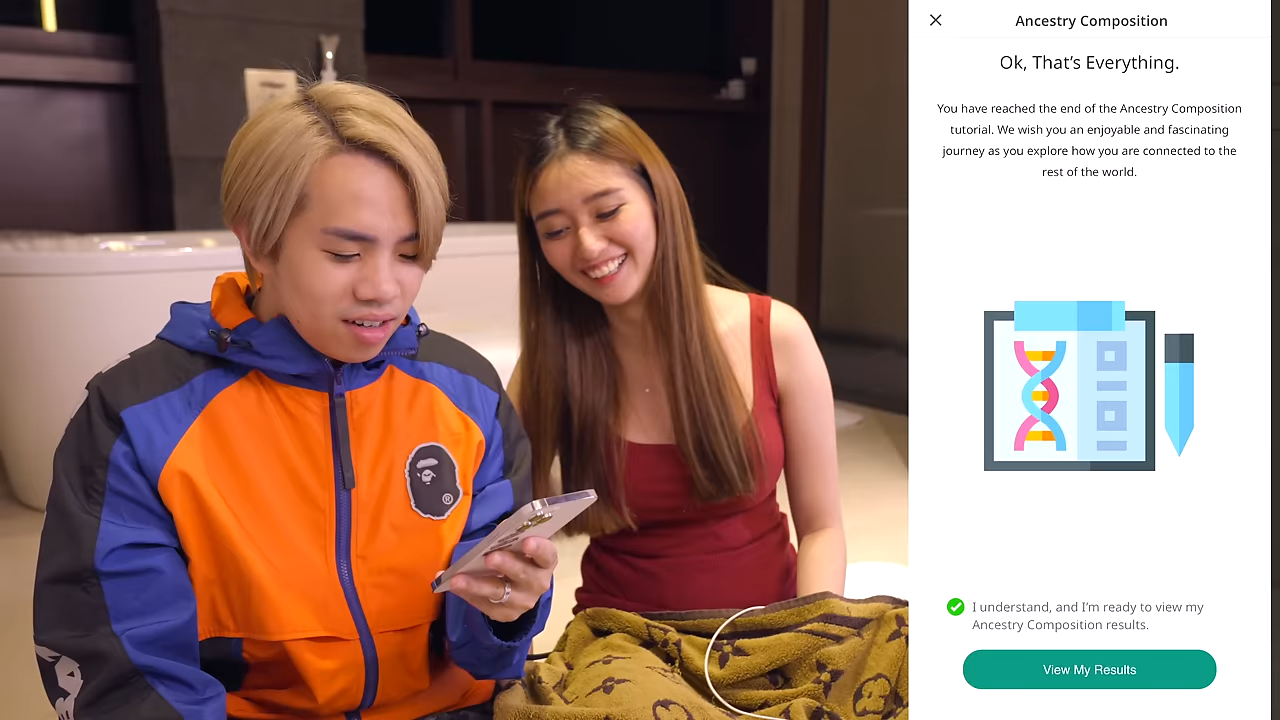 Ancestry Composition
Ok, That’s Everything.
You have reached the end of the Ancestry Composition
tutorial. We wish you an enjoyable and fascinating
journey as you explore how you are connected to the
rest of the world.
I understand, and I’m ready to view my
Ancestry Composition results.
View My Results
®